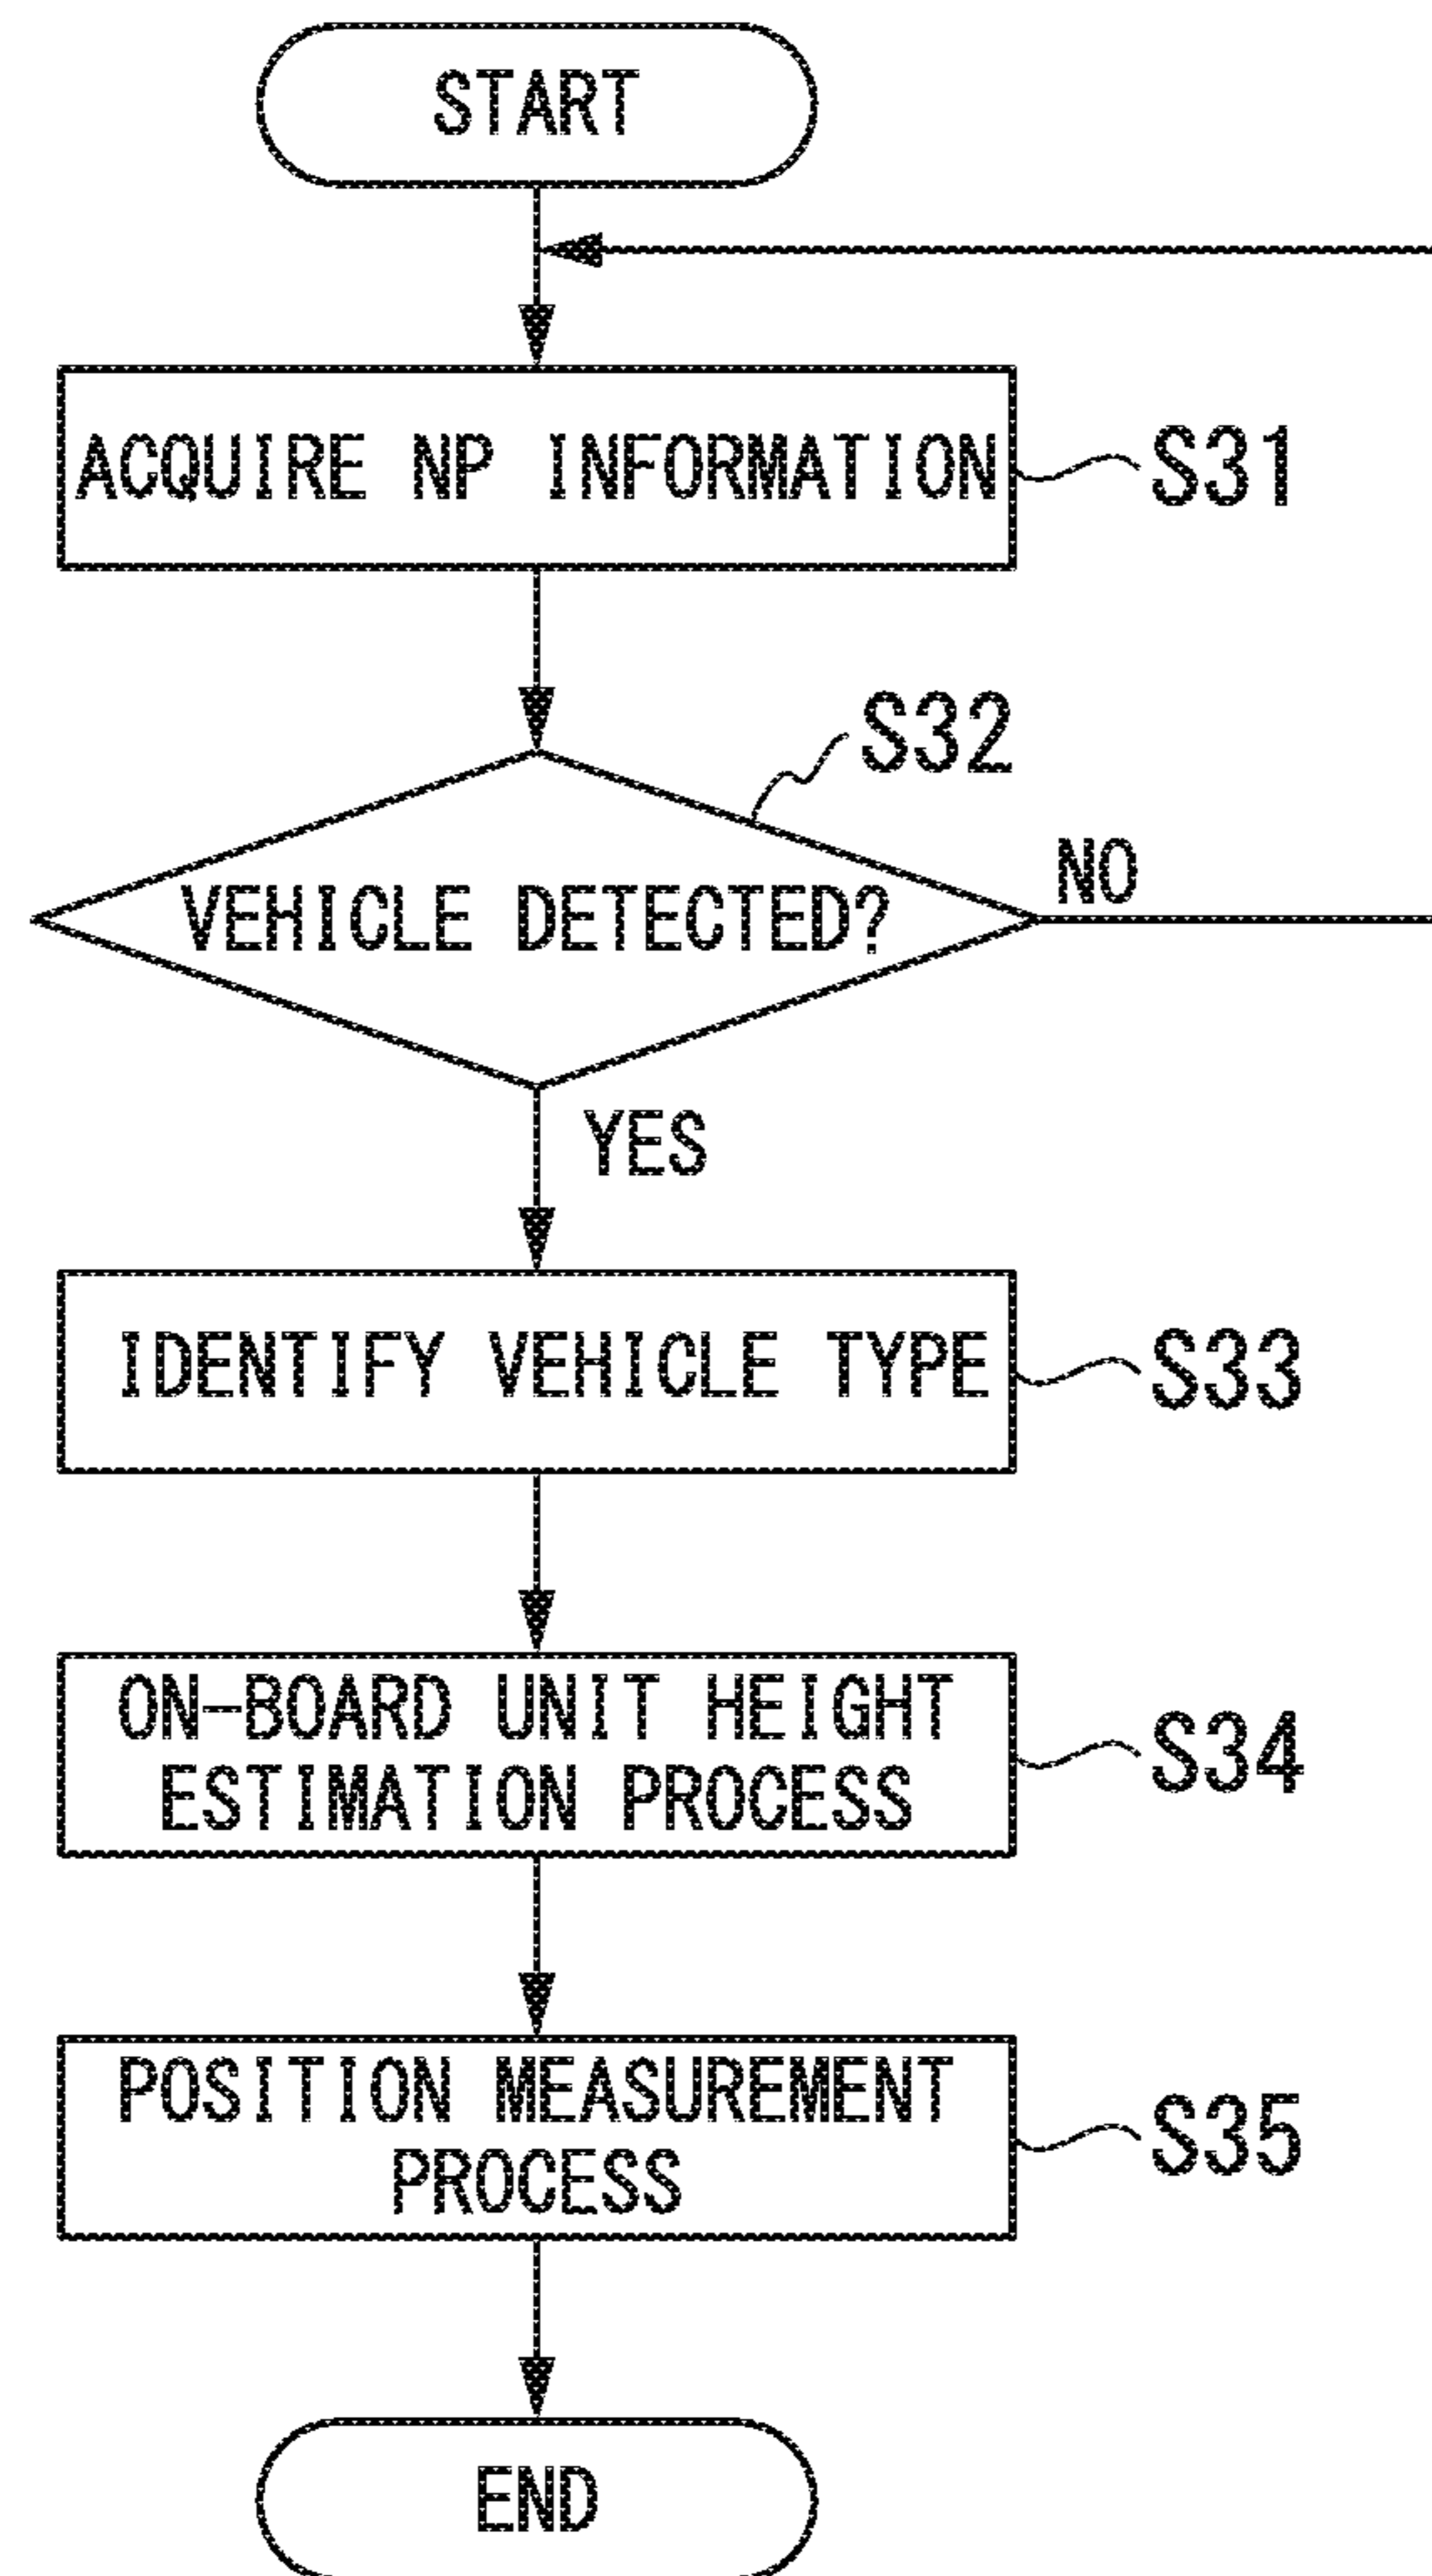 START
ACQUIRE NP INFORMATION
S31
S32
VEHICLE DETECTED?
NO
YES
IDENTIFY VEHICLE TYPE
S33
ON-BOARD UNIT HEIGHT
ESTIMATION PROCESS
S34
POSITION MEASUREMENT
PROCESS
S35
END